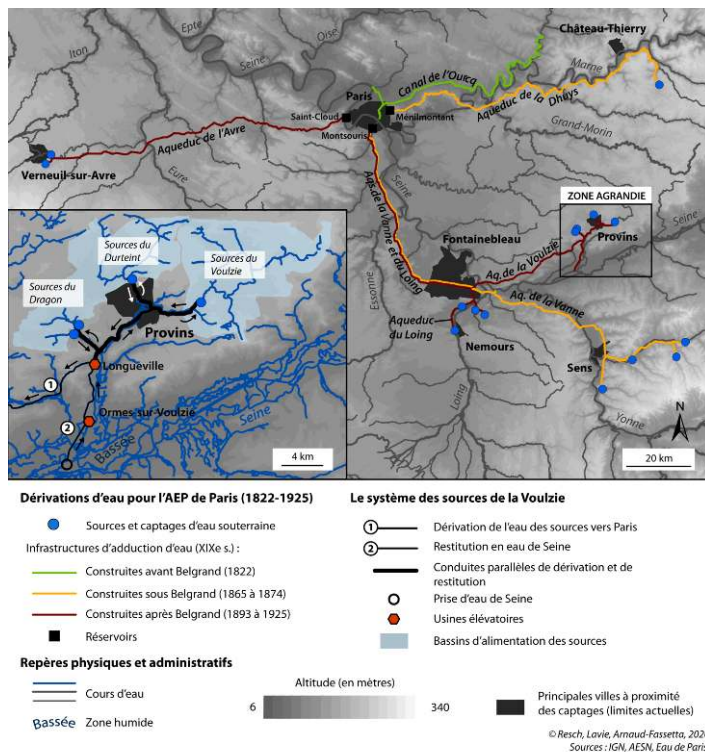 Iton
Epte
Seine
Oise
Château-Thierry
Marne
Canal de l'Ourcq
Paris
Aqueduc de la Dhuys
Saint-Cloud
Ménilmontant
Montsouris
Grand-Morin
Aqueduc de l'Avre
Verneuil-sur-Avre
Eure
Seine
Aqs. de la Vanne et du Loing
ZONE AGRANDIE
Provins
Seine
Fontainebleau
Aq. de la Voulzie
Essonne
Aq. de la Vanne
Aqueduc
du Loing
Nemours
Sens
Loing
Yonne
N
20 km
Sources du
Durteint
Sources du
Voulzie
Sources du
Dragon
Provins
Longueville
1
Ormes-sur-Voulzie
2
Bassée
Seine
4 km
Dérivations d'eau pour l'AEP de Paris (1822-1925)
Sources et captages d'eau souterraine
Infrastructures d'adduction d'eau (XIXe s.) :
Construites avant Belgrand (1822)
Construites sous Belgrand (1865 à 1874)
Construites après Belgrand (1893 à 1925)
Réservoirs
Le système des sources de la Voulzie
1 Dérivation de l'eau des sources vers Paris
2 Restitution en eau de Seine
Conduites parallèles de dérivation et de
restitution
Prise d'eau de Seine
Usines élévatoires
Bassins d'alimentation des sources
Repères physiques et administratifs
Cours d'eau
Bassée Zone humide
Altitude (en mètres)
6 340
Principales villes à proximité
des captages (limites actuelles)
© Resch, Lavie, Arnaud-Fassetta, 2020
Sources : IGN, AESN, Eau de Paris